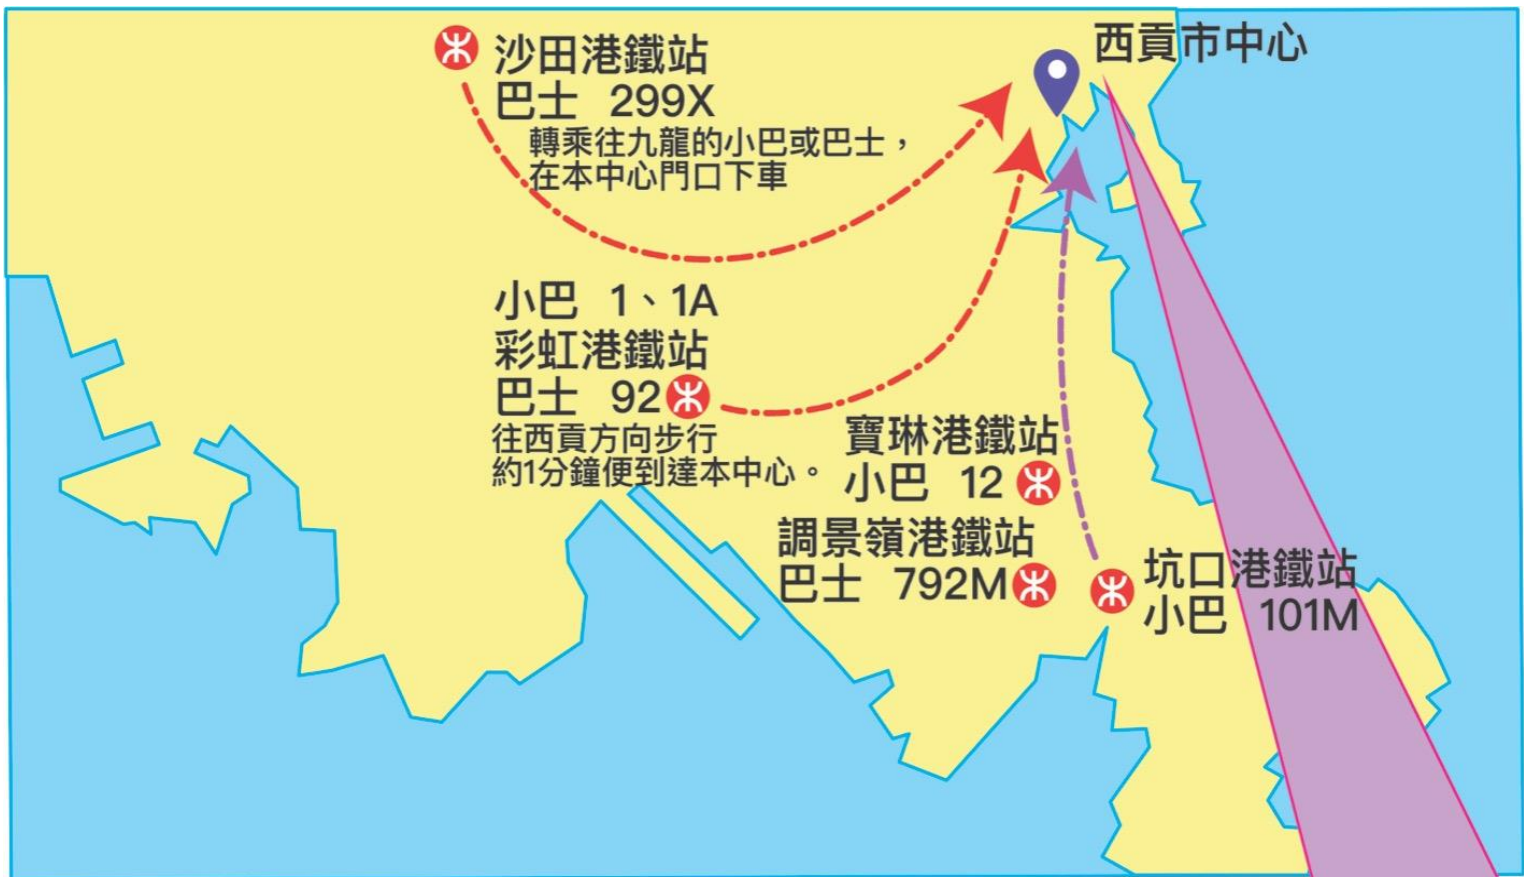 西貢市中心
沙田港鐵站
巴士 299X
轉乘往九龍的小巴或巴士，
在本中心門口下車
小巴 1、1A
彩虹港鐵站
巴士 92
往西貢方向步行
約1分鐘便到達本中心。
寶琳港鐵站
小巴 12
調景嶺港鐵站
巴士 792M
坑口港鐵站
小巴 101M